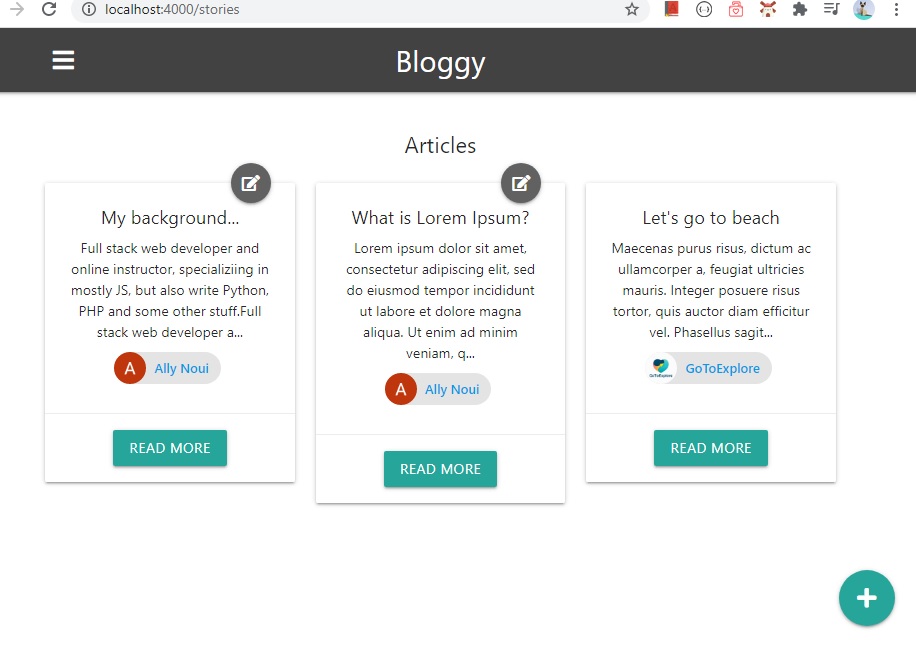 localhost:4000/stories
Bloggy
Articles
My background...
Full stack web developer and
online instructor, specializiing in
mostly JS, but also write Python,
PHP and some other stuff.Full
stack web developer a...
A Ally Noui
READ MORE
What is Lorem Ipsum?
Lorem ipsum dolor sit amet,
consectetur adipiscing elit, sed
do eiusmod tempor incididunt
ut labore et dolore magna
aliqua. Ut enim ad minim
veniam, q...
A Ally Noui
READ MORE
Let's go to beach
Maecenas purus risus, dictum ac
ullamcorper a, feugiat ultricies
mauris. Integer posuere risus
tortor, quis auctor diam efficitur
vel. Phasellus sagit...
GoToExplore GoToExplore
READ MORE